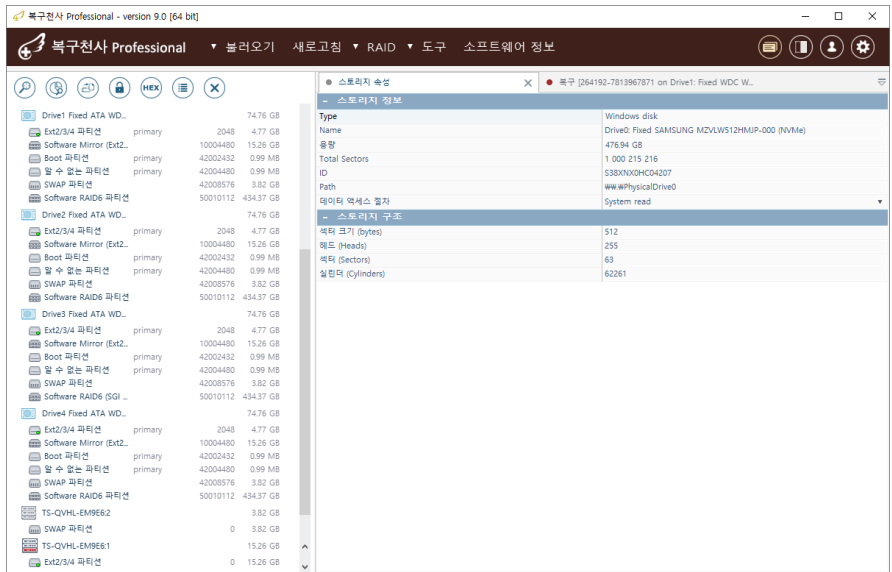 복구천사 Professional - version 9.0 [64 bit]
복구천사 Professional ▼ 불러오기 새로고침 ▼ RAID ▼ 도구 소프트웨어 정보
HEX
스토리지 속성
복구 [264192-7813967871 on Drive1: Fixed WDC W...
Drive1 Fixed ATA WD... 74.76 GB
Ext2/3/4 파티션 primary 2048 4.77 GB
Software Mirror (Ext2... 10004480 15.26 GB
Boot 파티션 primary 42002432 0.99 MB
알 수 없는 파티션 primary 42004480 0.99 MB
SWAP 파티션 42008576 3.82 GB
Software RAID6 파티션 50010112 434.37 GB
Drive2 Fixed ATA WD... 74.76 GB
Ext2/3/4 파티션 primary 2048 4.77 GB
Software Mirror (Ext2... 10004480 15.26 GB
Boot 파티션 primary 42002432 0.99 MB
알 수 없는 파티션 primary 42004480 0.99 MB
SWAP 파티션 42008576 3.82 GB
Software RAID6 파티션 50010112 434.37 GB
Drive3 Fixed ATA WD... 74.76 GB
Ext2/3/4 파티션 primary 2048 4.77 GB
Software Mirror (Ext2... 10004480 15.26 GB
Boot 파티션 primary 42002432 0.99 MB
알 수 없는 파티션 primary 42004480 0.99 MB
SWAP 파티션 42008576 3.82 GB
Software RAID6 (SGI ... 50010112 434.37 GB
Drive4 Fixed ATA WD... 74.76 GB
Ext2/3/4 파티션 primary 2048 4.77 GB
Software Mirror (Ext2... 10004480 15.26 GB
Boot 파티션 primary 42002432 0.99 MB
알 수 없는 파티션 primary 42004480 0.99 MB
SWAP 파티션 42008576 3.82 GB
Software RAID6 파티션 50010112 434.37 GB
TS-QVHL-EM9E6:2 3.82 GB
SWAP 파티션 0 3.82 GB
TS-QVHL-EM9E6:1 15.26 GB
Ext2/3/4 파티션 0 15.26 GB
- 스토리지 정보
Type Windows disk
Name Drive0: Fixed SAMSUNG MZVLW512HMJP-000 (NVMe)
용량 476.94 GB
Total Sectors 1 000 215 216
ID S38XNX0HC04207
Path ₩₩.₩PhysicalDrive0
데이터 액세스 절차 System read
- 스토리지 구조
섹터 크기 (bytes) 512
헤드 (Heads) 255
섹터 (Sectors) 63
실린더 (Cylinders) 62261